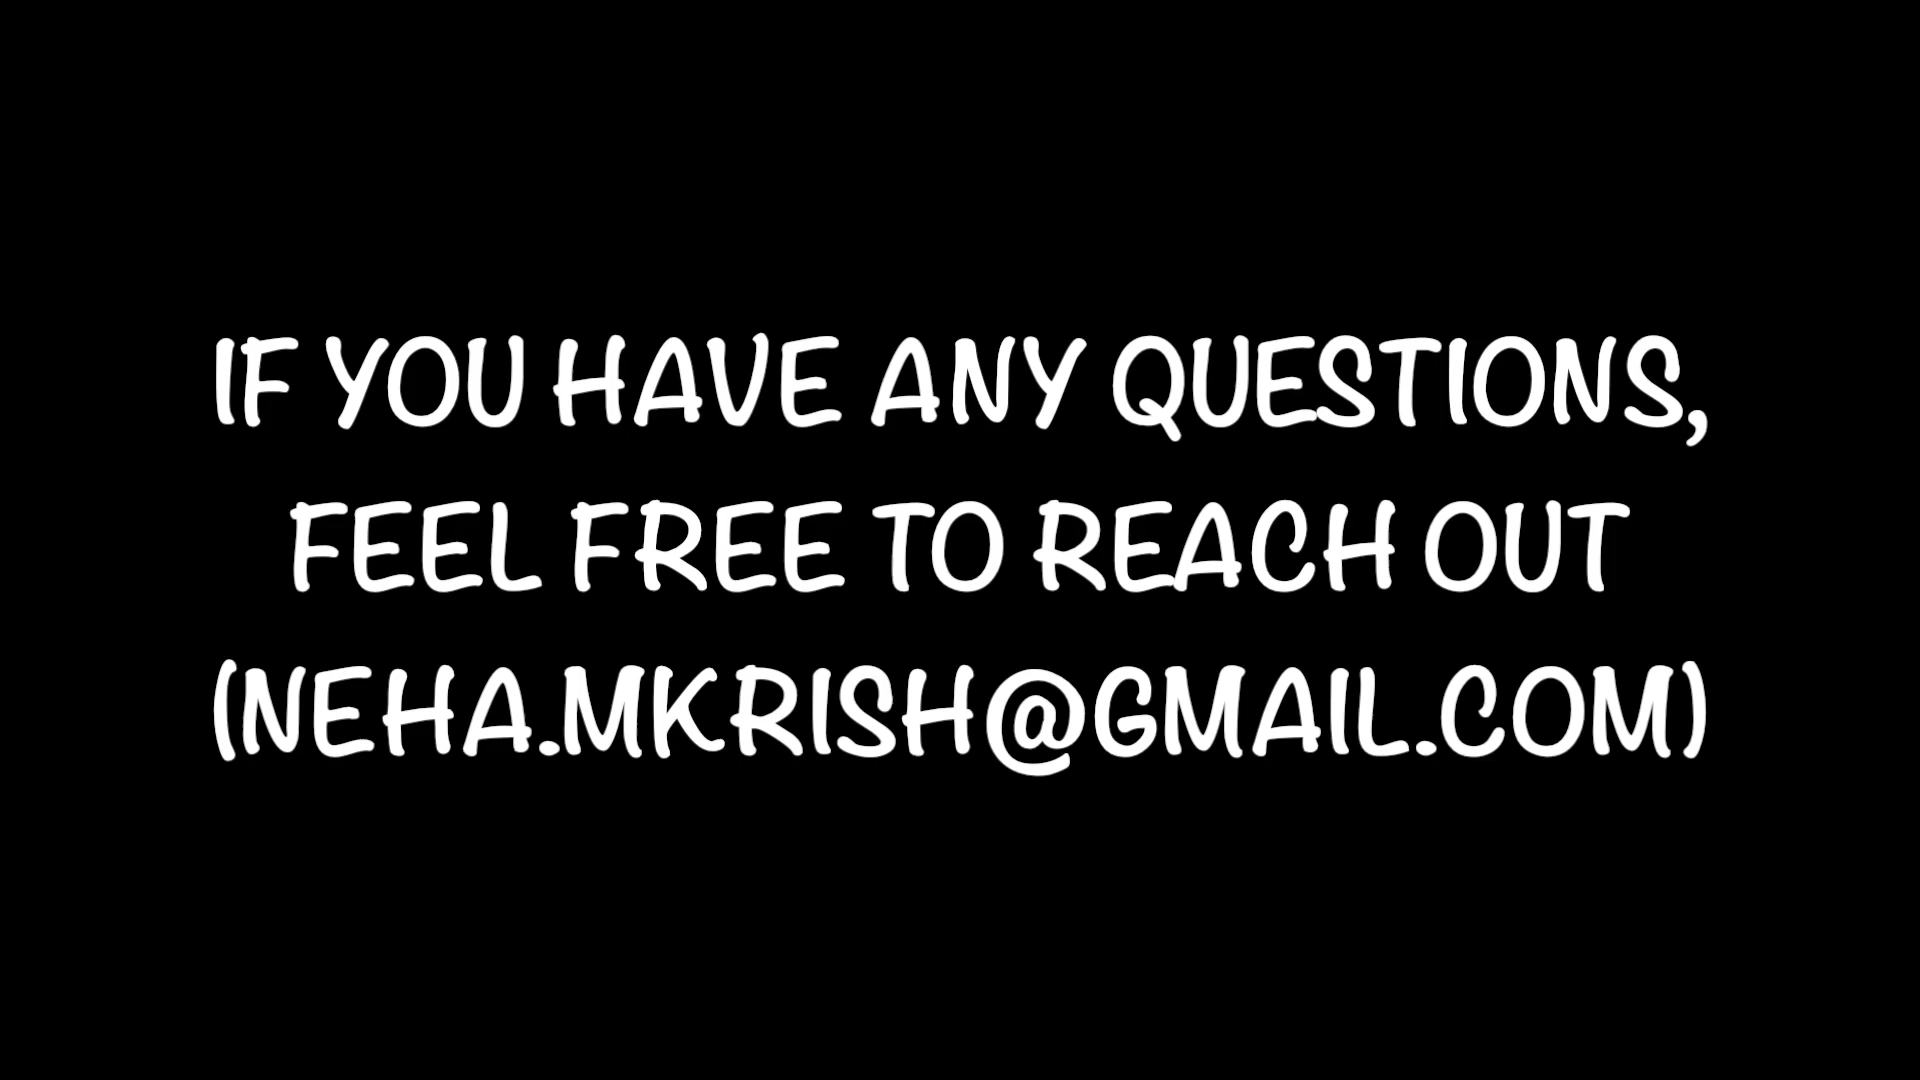 IF YOU HAVE ANY QUESTIONS,
FEEL FREE TO REACH OUT
(NEHA.MKRISH@GMAIL.COM)